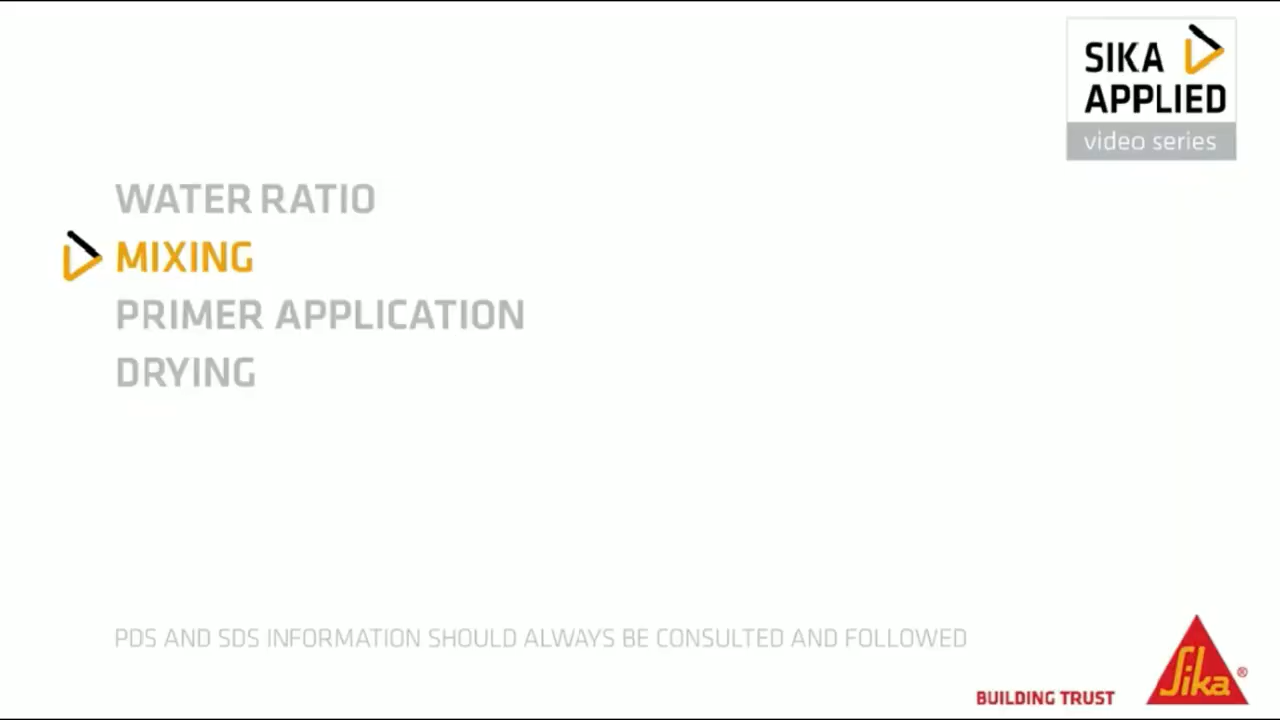 SIKA
APPLIED
video series
WATER RATIO
MIXING
PRIMER APPLICATION
DRYING
PDS AND SDS INFORMATION SHOULD ALWAYS BE CONSULTED AND FOLLOWED
BUILDING TRUST
Sika®